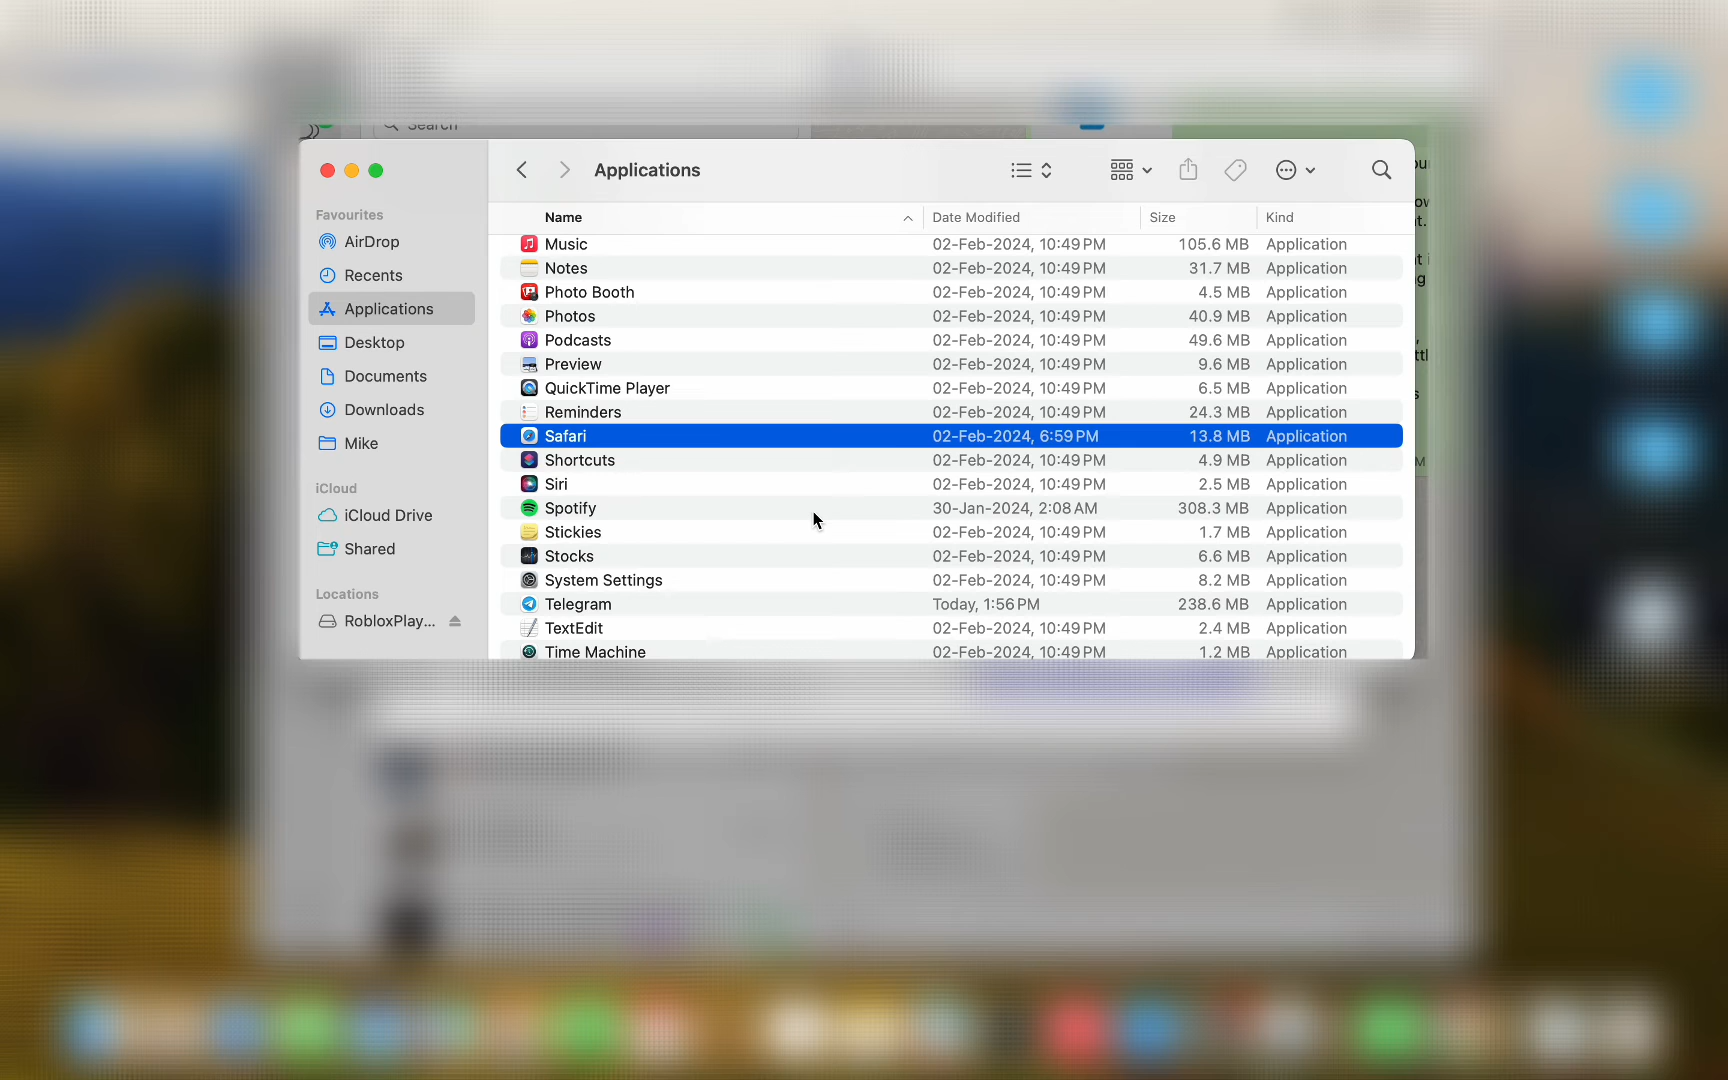 Search
Applications
Name Date Modified Size Kind
Favourites
AirDrop
Recents
Applications
Desktop
Documents
Downloads
Mike
iCloud
iCloud Drive
Shared
Locations
RobloxPlay...
Music 02-Feb-2024, 10:49 PM 105.6 MB Application
Notes 02-Feb-2024, 10:49 PM 31.7 MB Application
Photo Booth 02-Feb-2024, 10:49 PM 4.5 MB Application
Photos 02-Feb-2024, 10:49 PM 40.9 MB Application
Podcasts 02-Feb-2024, 10:49 PM 49.6 MB Application
Preview 02-Feb-2024, 10:49 PM 9.6 MB Application
QuickTime Player 02-Feb-2024, 10:49 PM 6.5 MB Application
Reminders 02-Feb-2024, 10:49 PM 24.3 MB Application
Safari 02-Feb-2024, 6:59 PM 13.8 MB Application
Shortcuts 02-Feb-2024, 10:49 PM 4.9 MB Application
Siri 02-Feb-2024, 10:49 PM 2.5 MB Application
Spotify 30-Jan-2024, 2:08 AM 308.3 MB Application
Stickies 02-Feb-2024, 10:49 PM 1.7 MB Application
Stocks 02-Feb-2024, 10:49 PM 6.6 MB Application
System Settings 02-Feb-2024, 10:49 PM 8.2 MB Application
Telegram Today, 1:56 PM 238.6 MB Application
TextEdit 02-Feb-2024, 10:49 PM 2.4 MB Application
Time Machine 02-Feb-2024, 10:49 PM 1.2 MB Application